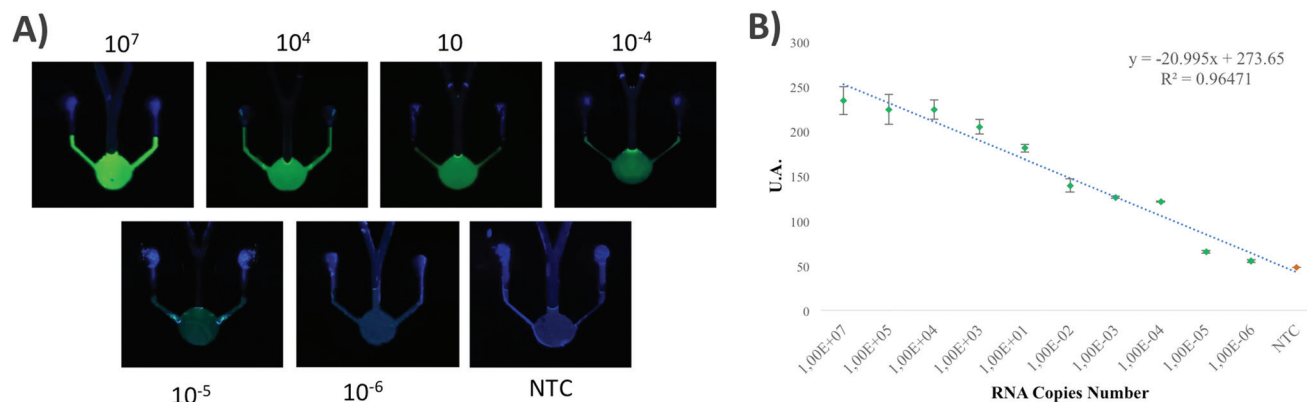 A)
10⁷ 10⁴ 10 10⁻⁴
10⁻⁵ 10⁻⁶ NTC
B)
y = -20.995x + 273.65
R² = 0.96471
300
250
200
150
100
50
0
U.A.
1,00E+07 1,00E+05 1,00E+04 1,00E+03 1,00E+01 1,00E-02 1,00E-03 1,00E-04 1,00E-05 1,00E-06 NTC
RNA Copies Number